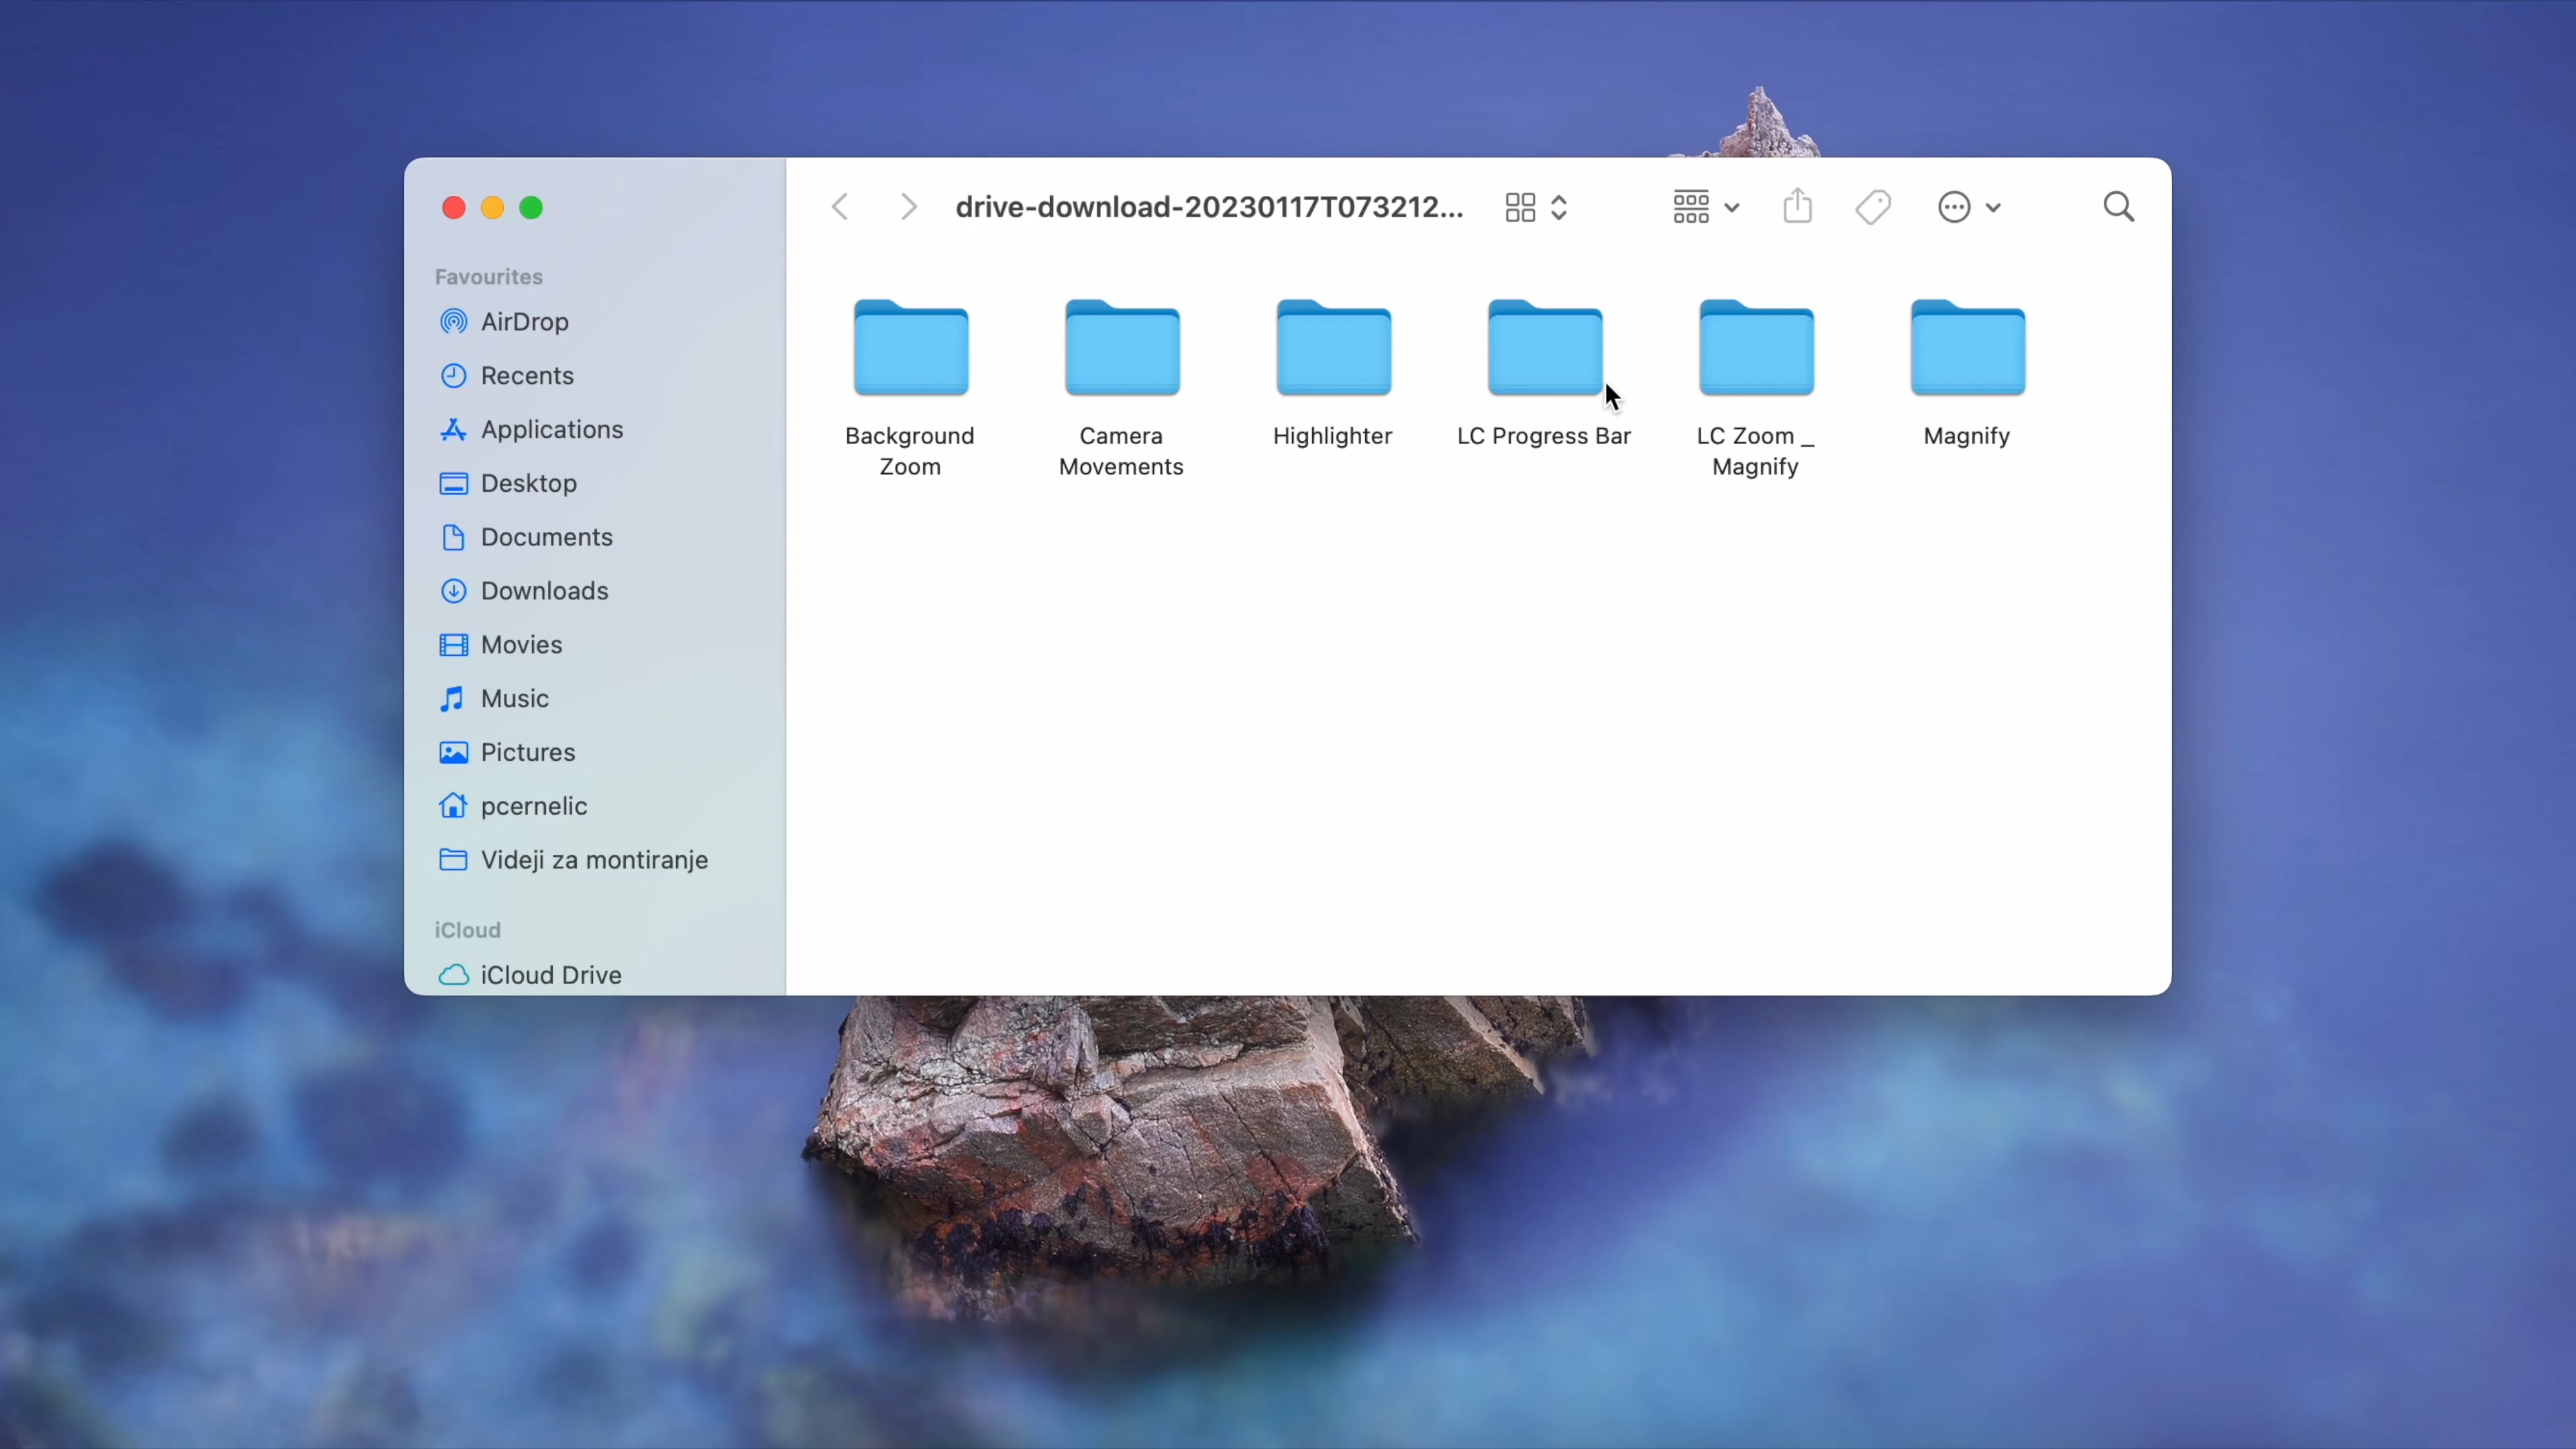 drive-download-20230117T073212...
Favourites
AirDrop
Recents
Applications
Desktop
Documents
Downloads
Movies
Music
Pictures
pcernelic
Videji za montiranje
iCloud
iCloud Drive
Background
Zoom
Camera
Movements
Highlighter
LC Progress Bar
LC Zoom _
Magnify
Magnify